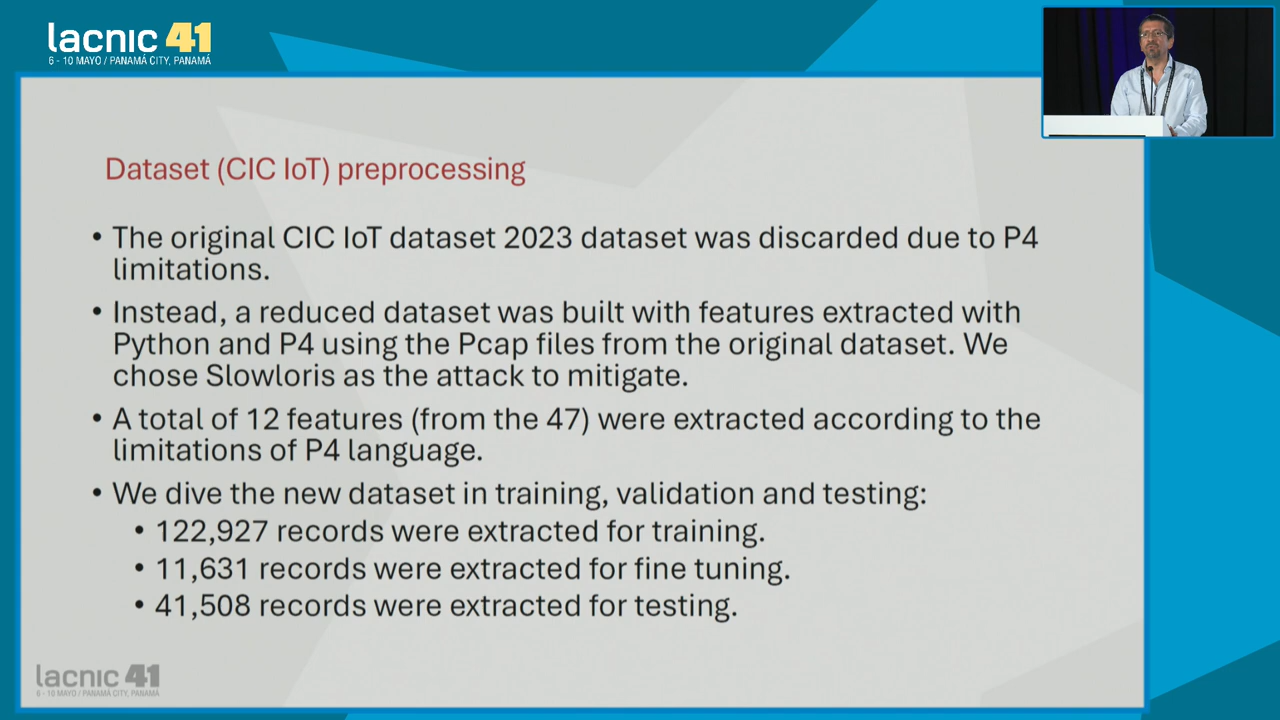 lacnic 41
6 - 10 MAYO / PANAMÁ CITY, PANAMÁ
Dataset (CIC IoT) preprocessing
• The original CIC IoT dataset 2023 dataset was discarded due to P4
limitations.
• Instead, a reduced dataset was built with features extracted with
Python and P4 using the Pcap files from the original dataset. We
chose Slowloris as the attack to mitigate.
• A total of 12 features (from the 47) were extracted according to the
limitations of P4 language.
• We dive the new dataset in training, validation and testing:
• 122,927 records were extracted for training.
• 11,631 records were extracted for fine tuning.
• 41,508 records were extracted for testing.
lacnic 41
6 - 10 MAYO / PANAMÁ CITY, PANAMÁ